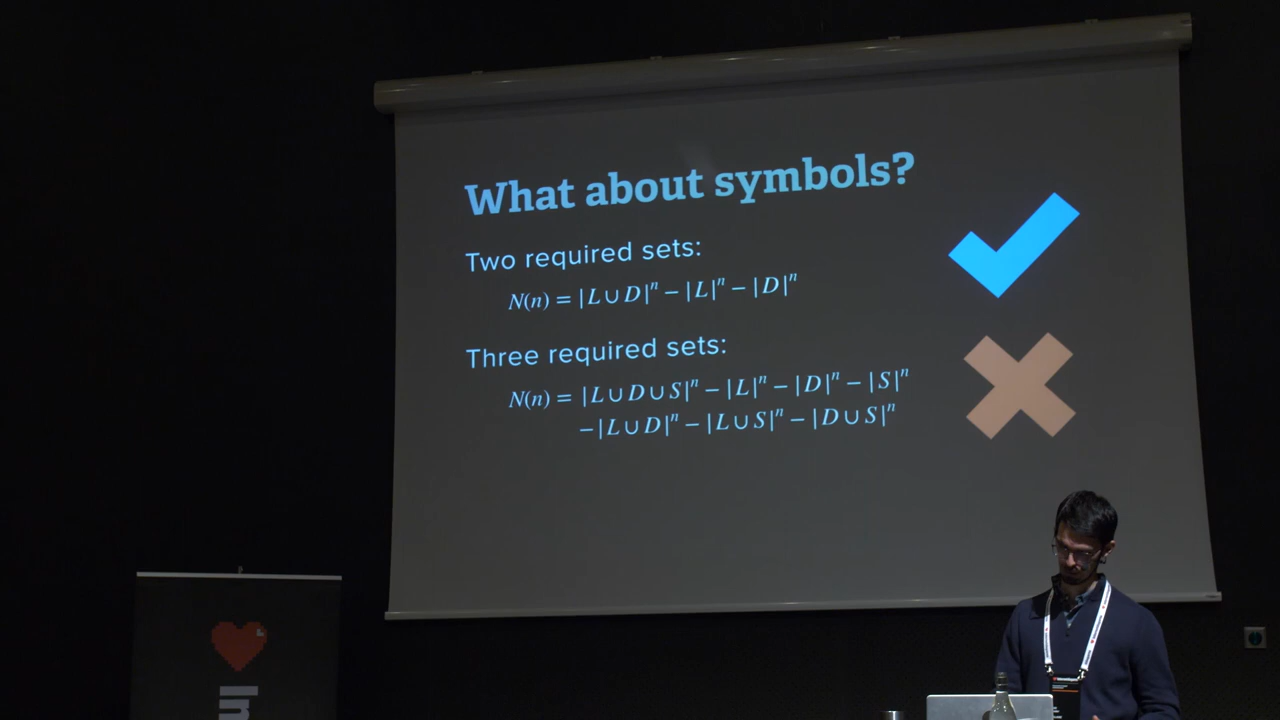 What about symbols?
Two required sets:
N(n) = |L ∪ D|ⁿ − |L|ⁿ − |D|ⁿ
Three required sets:
N(n) = |L ∪ D ∪ S|ⁿ − |L|ⁿ − |D|ⁿ − |S|ⁿ
−|L ∪ D|ⁿ − |L ∪ S|ⁿ − |D ∪ S|ⁿ